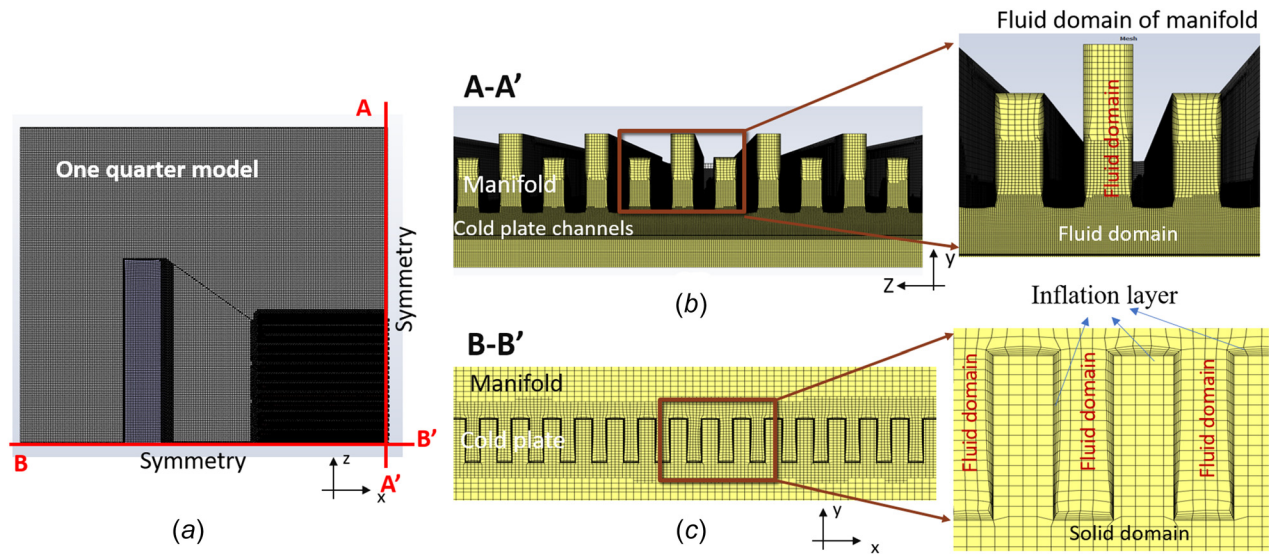 A
One quarter model
Symmetry
B
B'
Symmetry
A'
z
x
(a)
A-A'
Manifold
Cold plate channels
y
Z
(b)
Fluid domain of manifold
Mesh
Fluid domain
Fluid domain
Inflation layer
B-B'
Manifold
Cold plate
y
x
(c)
Fluid domain
Fluid domain
Fluid domain
Solid domain